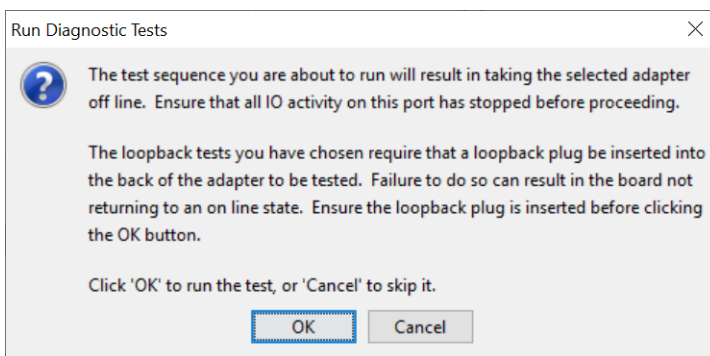 Run Diagnostic Tests
The test sequence you are about to run will result in taking the selected adapter
off line. Ensure that all IO activity on this port has stopped before proceeding.
The loopback tests you have chosen require that a loopback plug be inserted into
the back of the adapter to be tested. Failure to do so can result in the board not
returning to an on line state. Ensure the loopback plug is inserted before clicking
the OK button.
Click 'OK' to run the test, or 'Cancel' to skip it.
OK Cancel